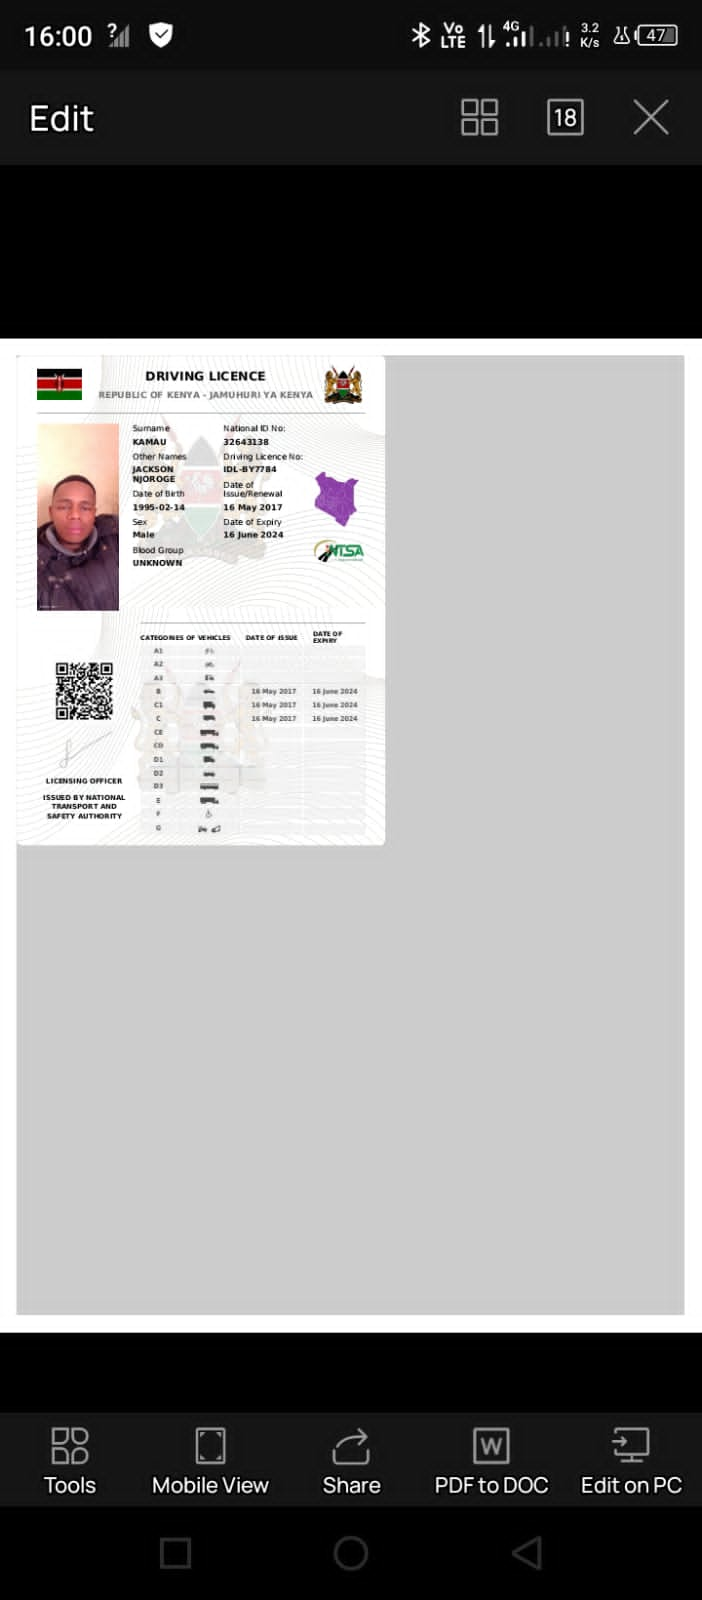 16:00
Vo LTE
4G
3.2 K/s
47
Edit
18
DRIVING LICENCE
REPUBLIC OF KENYA - JAMUHURI YA KENYA
Surname
KAMAU
Other Names
JACKSON
NJOROGE
Date of Birth
1995-02-14
Sex
Male
Blood Group
UNKNOWN
National ID No:
32643138
Driving Licence No:
IDL-BY7784
Date of
Issue/Renewal
16 May 2017
Date of Expiry
16 June 2024
NTSA
CATEGORIES OF VEHICLES DATE OF ISSUE DATE OF EXPIRY
A1
A2
A3
B 16 May 2017 16 June 2024
C1 16 May 2017 16 June 2024
C 16 May 2017 16 June 2024
CE
CD
D1
D2
D3
E
F
G
LICENSING OFFICER
ISSUED BY NATIONAL
TRANSPORT AND
SAFETY AUTHORITY
Tools
Mobile View
Share
W
PDF to DOC
Edit on PC